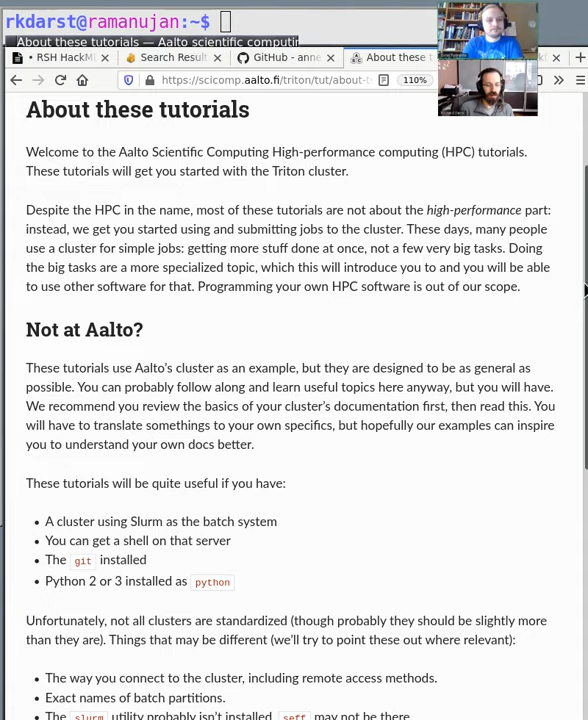 rkdarst@ramanujan:~$
About these tutorials — Aalto scientific computin
• RSH HackM
Search Result
GitHub - anne
About these t
https://scicomp.aalto.fi/triton/tut/about-t
110%
About these tutorials
Welcome to the Aalto Scientific Computing High-performance computing (HPC) tutorials.
These tutorials will get you started with the Triton cluster.
Despite the HPC in the name, most of these tutorials are not about the high-performance part:
instead, we get you started using and submitting jobs to the cluster. These days, many people
use a cluster for simple jobs: getting more stuff done at once, not a few very big tasks. Doing
the big tasks are a more specialized topic, which this will introduce you to and you will be able
to use other software for that. Programming your own HPC software is out of our scope.
Not at Aalto?
These tutorials use Aalto's cluster as an example, but they are designed to be as general as
possible. You can probably follow along and learn useful topics here anyway, but you will have.
We recommend you review the basics of your cluster's documentation first, then read this. You
will have to translate somethings to your own specifics, but hopefully our examples can inspire
you to understand your own docs better.
These tutorials will be quite useful if you have:
• A cluster using Slurm as the batch system
• You can get a shell on that server
• The git installed
• Python 2 or 3 installed as python
Unfortunately, not all clusters are standardized (though probably they should be slightly more
than they are). Things that may be different (we'll try to point these out where relevant):
• The way you connect to the cluster, including remote access methods.
• Exact names of batch partitions.
• The slurm utility probably isn't installed, seff may not be there